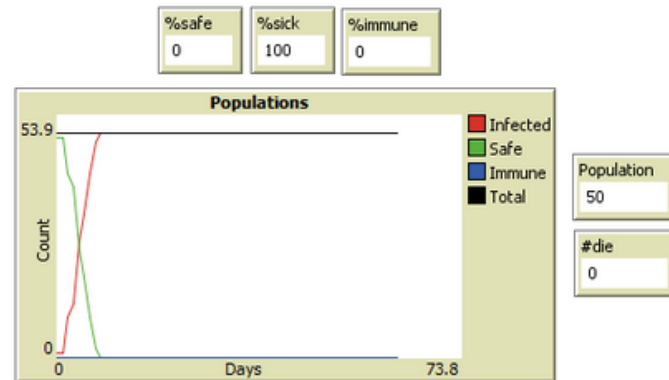 %safe
0
%sick
100
%immune
0
Populations
53.9
Count
0
0
Days
73.8
Infected
Safe
Immune
Total
Population
50
#die
0